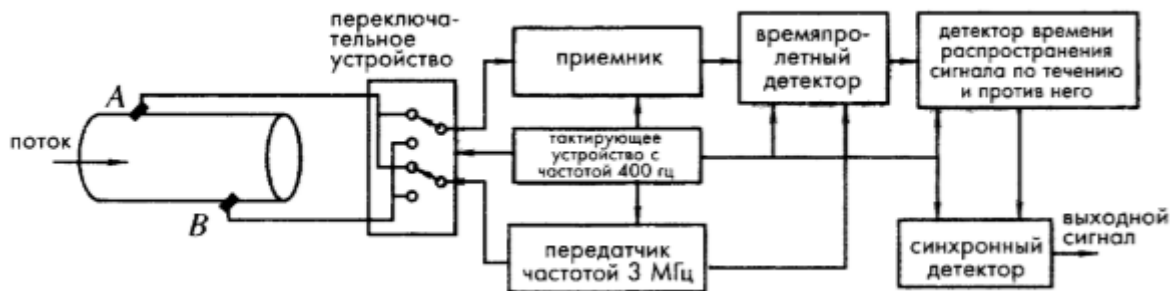 переключа-
тельное
устройство
A
поток
B
приемник
тактирующее
устройство с
частотой 400 гц
передатчик
частотой 3 МГц
времяпро-
летный
детектор
детектор времени
распространения
сигнала по течению
и против него
синхронный
детектор
выходной
сигнал